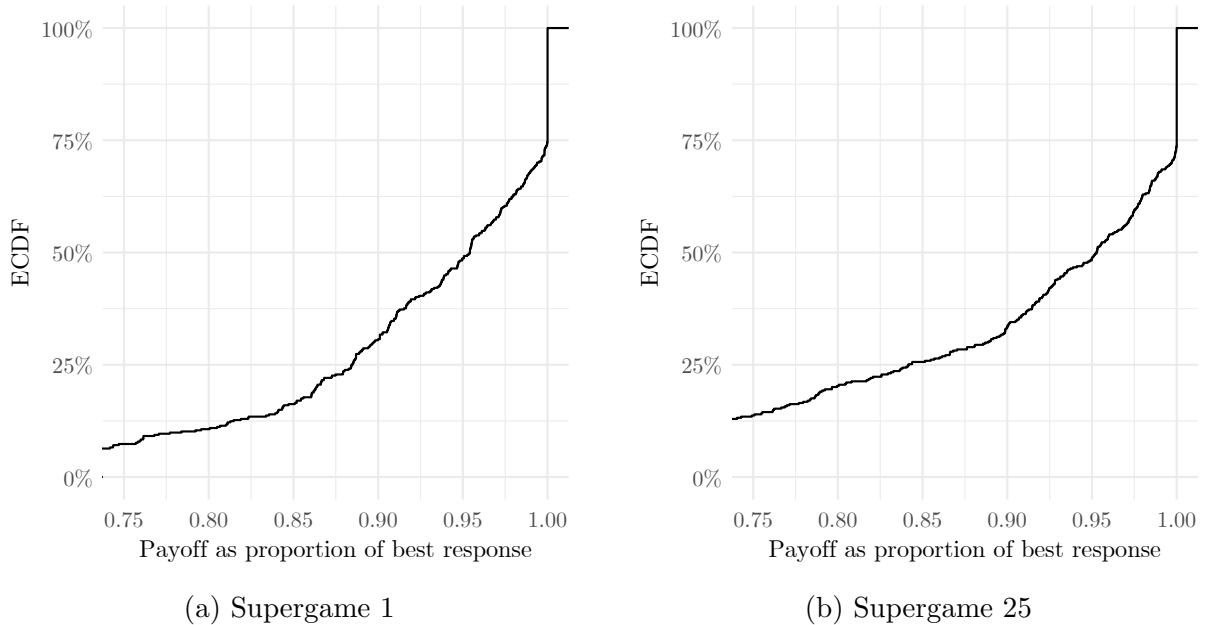 100%
75%
50%
25%
0%
ECDF
0.75 0.80 0.85 0.90 0.95 1.00
Payoff as proportion of best response
(a) Supergame 1
100%
75%
50%
25%
0%
ECDF
0.75 0.80 0.85 0.90 0.95 1.00
Payoff as proportion of best response
(b) Supergame 25